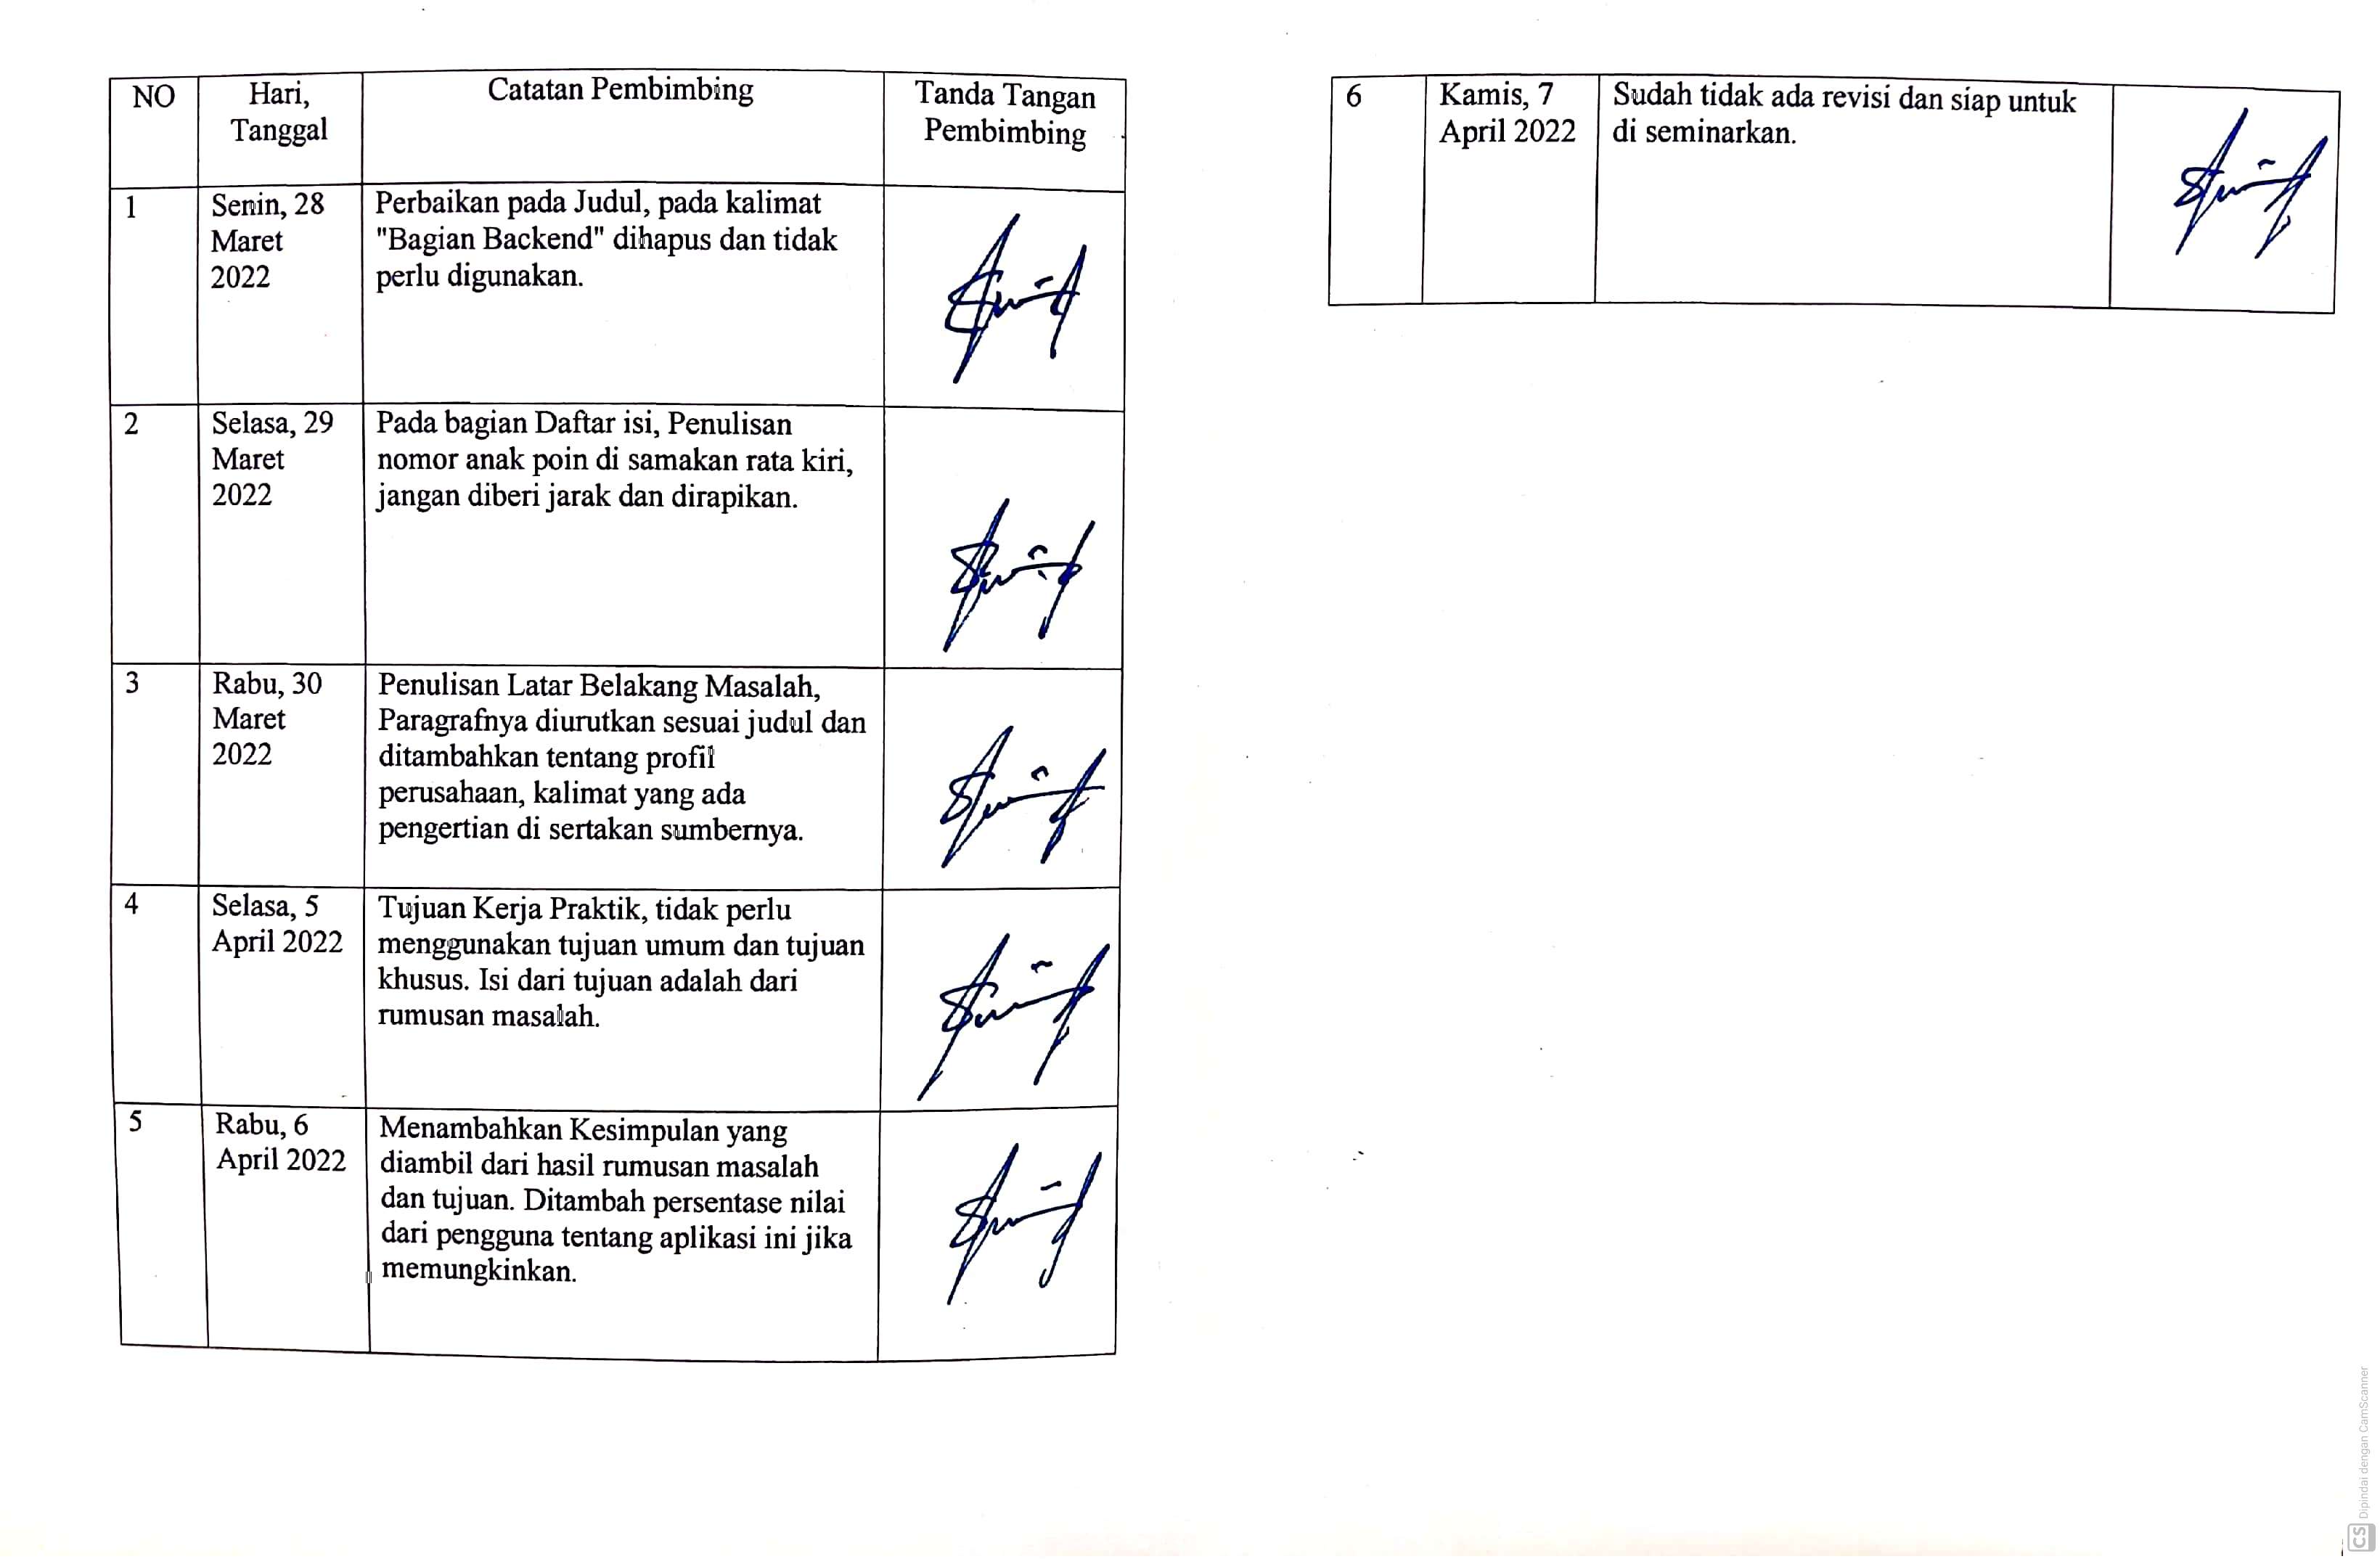 NO
Hari,
Tanggal
Catatan Pembimbing
Tanda Tangan
Pembimbing
1
Senin, 28
Maret
2022
Perbaikan pada Judul, pada kalimat
"Bagian Backend" dihapus dan tidak
perlu digunakan.
2
Selasa, 29
Maret
2022
Pada bagian Daftar isi, Penulisan
nomor anak poin di samakan rata kiri,
jangan diberi jarak dan dirapikan.
3
Rabu, 30
Maret
2022
Penulisan Latar Belakang Masalah,
Paragrafnya diurutkan sesuai judul dan
ditambahkan tentang profil
perusahaan, kalimat yang ada
pengertian di sertakan sumbernya.
4
Selasa, 5
April 2022
Tujuan Kerja Praktik, tidak perlu
menggunakan tujuan umum dan tujuan
khusus. Isi dari tujuan adalah dari
rumusan masalah.
5
Rabu, 6
April 2022
Menambahkan Kesimpulan yang
diambil dari hasil rumusan masalah
dan tujuan. Ditambah persentase nilai
dari pengguna tentang aplikasi ini jika
memungkinkan.
6
Kamis, 7
April 2022
Sudah tidak ada revisi dan siap untuk
di seminarkan.
CS Dipindai dengan CamScanner